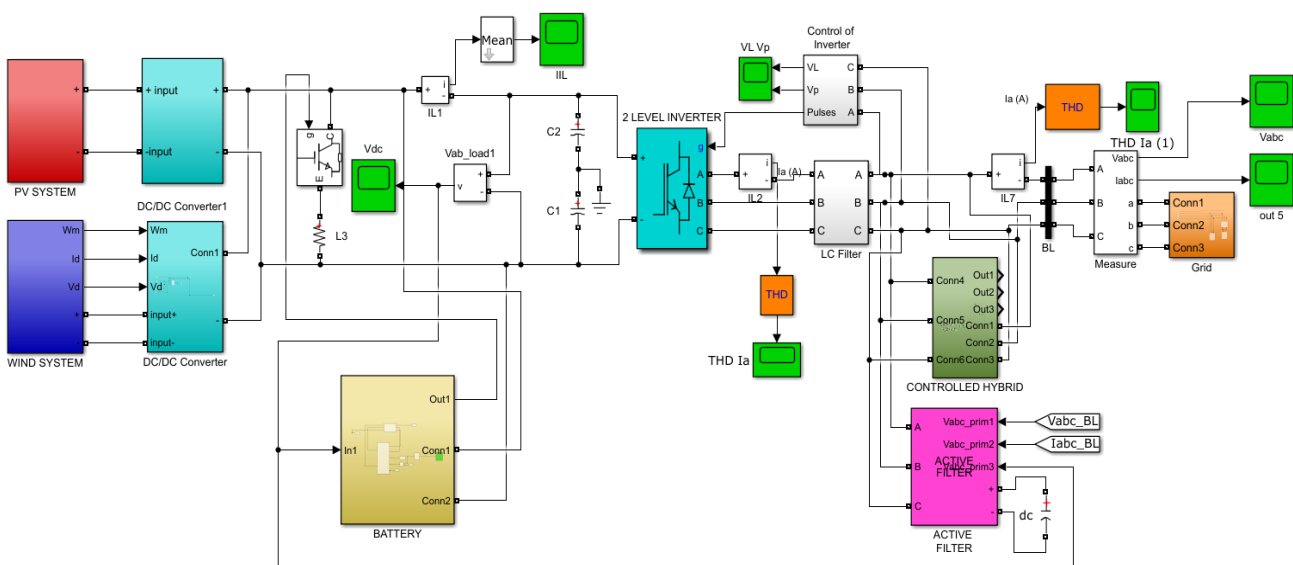 PV SYSTEM
+
-
+ input
-input
+
-
DC/DC Converter1
WIND SYSTEM
Wm
Id
Vd
+
-
Wm
Id
Vd
input+
input-
Conn1
-
DC/DC Converter
g
C
E
L3
Vdc
Mean
IIL
i
+
-
IL1
Vab_load1
v
+
-
C2
C1
BATTERY
In1
Out1
Conn1
Conn2
2 LEVEL INVERTER
g
+
-
A
B
C
i
+
-
IL2
Ia (A)
THD
THD Ia
A
B
C
A
B
C
LC Filter
VL Vp
Control of
Inverter
VL
Vp
Pulses
C
B
A
i
+
-
IL7
Ia (A)
THD
THD Ia (1)
BL
Vabc
Iabc
A
B
C
a
b
c
Measure
Vabc
out 5
Conn1
Conn2
Conn3
Grid
Conn4
Conn5
Conn6
Out1
Out2
Out3
Conn1
Conn2
Conn3
CONTROLLED HYBRID
A
B
C
Vabc_prim1
Vabc_prim2
Vabc_prim3
ACTIVE
FILTER
+
-
ACTIVE
FILTER
Vabc_BL
Iabc_BL
dc
+